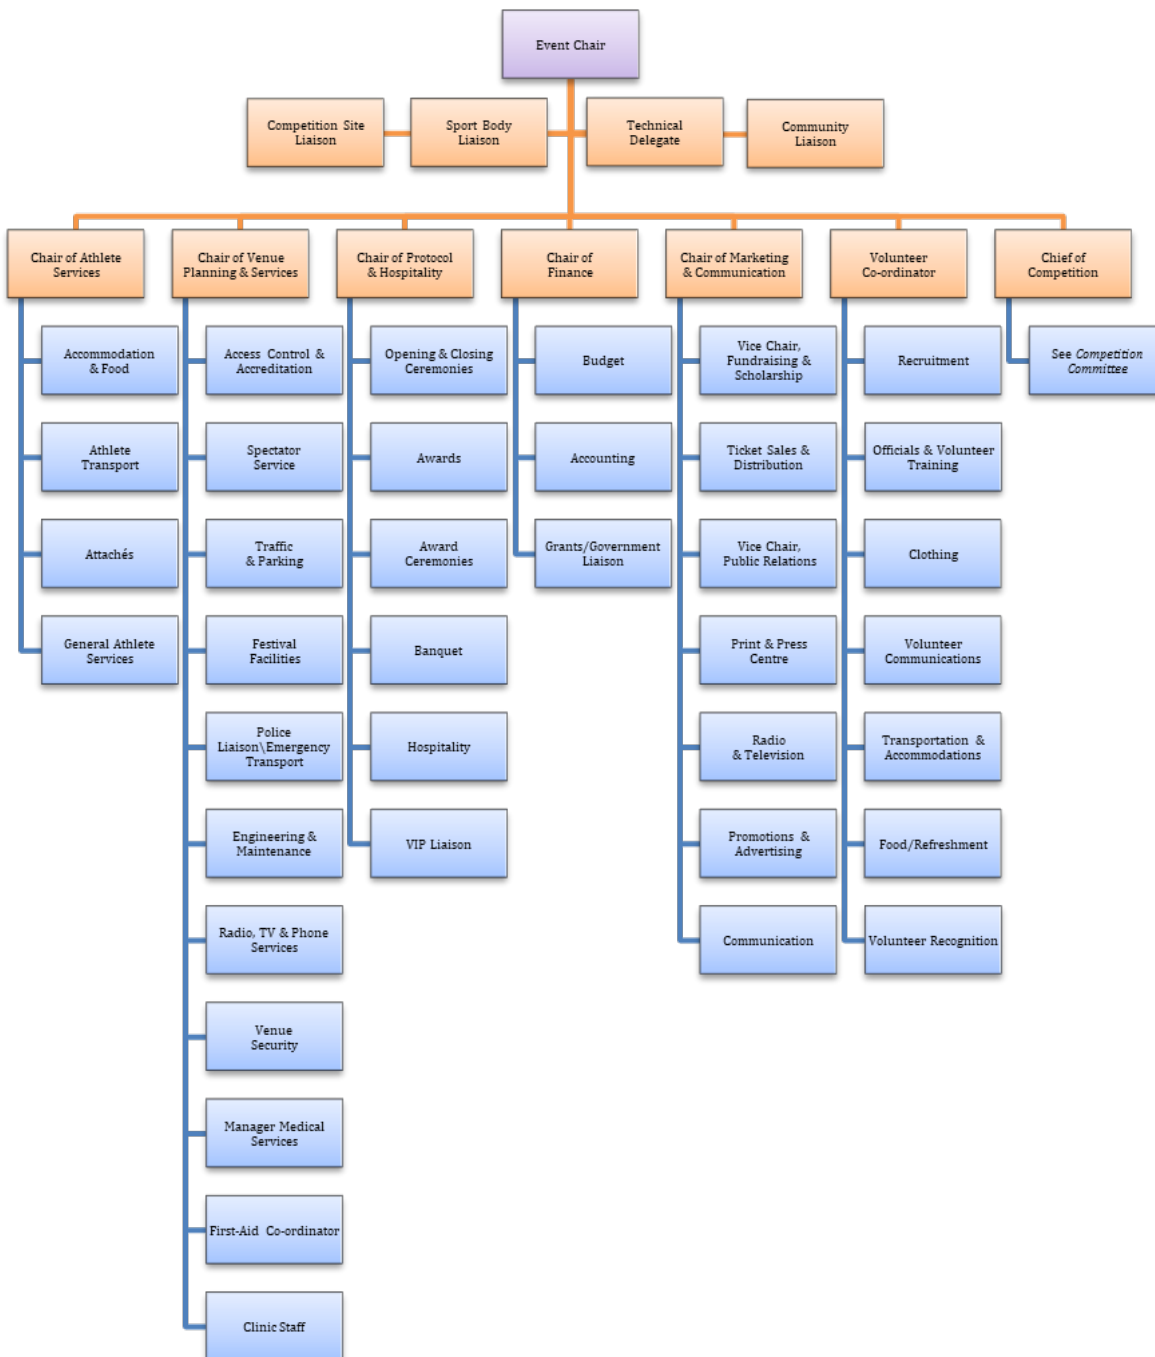 Event Chair
Competition Site
Liaison
Sport Body
Liaison
Technical
Delegate
Community
Liaison
Chair of Athlete
Services
Chair of Venue
Planning & Services
Chair of Protocol
& Hospitality
Chair of
Finance
Chair of Marketing
& Communication
Volunteer
Co-ordinator
Chief of
Competition
Accommodation
& Food
Athlete
Transport
Attachés
General Athlete
Services
Access Control &
Accreditation
Spectator
Service
Traffic
& Parking
Festival
Facilities
Police
Liaison\Emergency
Transport
Engineering &
Maintenance
Radio, TV & Phone
Services
Venue
Security
Manager Medical
Services
First-Aid Co-ordinator
Clinic Staff
Opening & Closing
Ceremonies
Awards
Award
Ceremonies
Banquet
Hospitality
VIP Liaison
Budget
Accounting
Grants/Government
Liaison
Vice Chair,
Fundraising &
Scholarship
Ticket Sales &
Distribution
Vice Chair,
Public Relations
Print & Press
Centre
Radio
& Television
Promotions &
Advertising
Communication
Recruitment
Officials & Volunteer
Training
Clothing
Volunteer
Communications
Transportation &
Accommodations
Food/Refreshment
Volunteer Recognition
See Competition
Committee